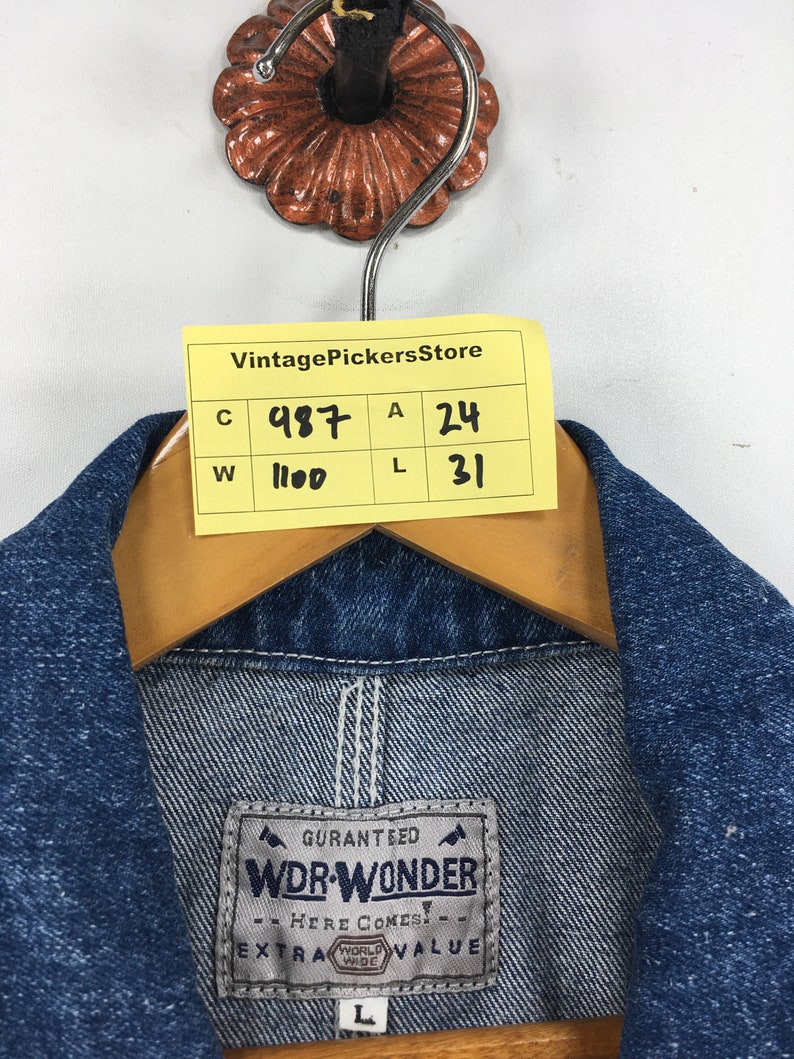 VintagePickersStore
C 987 A 24
W 1100 L 31
GURANTEED
WDR·WONDER
-- HERE COMES! --
EXTRA WORLD WIDE VALUE
L